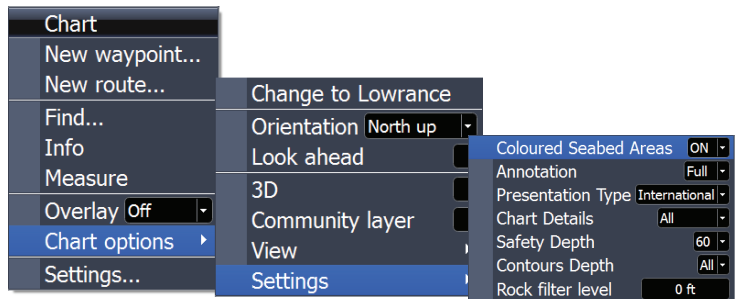 Chart
New waypoint...
New route...
Find...
Info
Measure
Overlay Off
Chart options
Settings...
Change to Lowrance
Orientation North up
Look ahead
3D
Community layer
View
Settings
Coloured Seabed Areas ON
Annotation Full
Presentation Type International
Chart Details All
Safety Depth 60
Contours Depth All
Rock filter level 0 ft